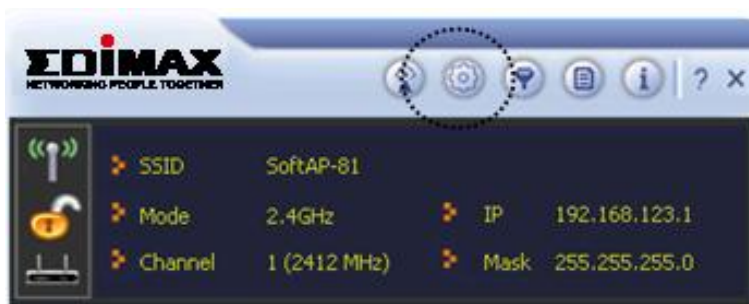 EDIMAX
NETWORKING PEOPLE TOGETHER
i ? ×
SSID SoftAP-81
Mode 2.4GHz IP 192.168.123.1
Channel 1 (2412 MHz) Mask 255.255.255.0